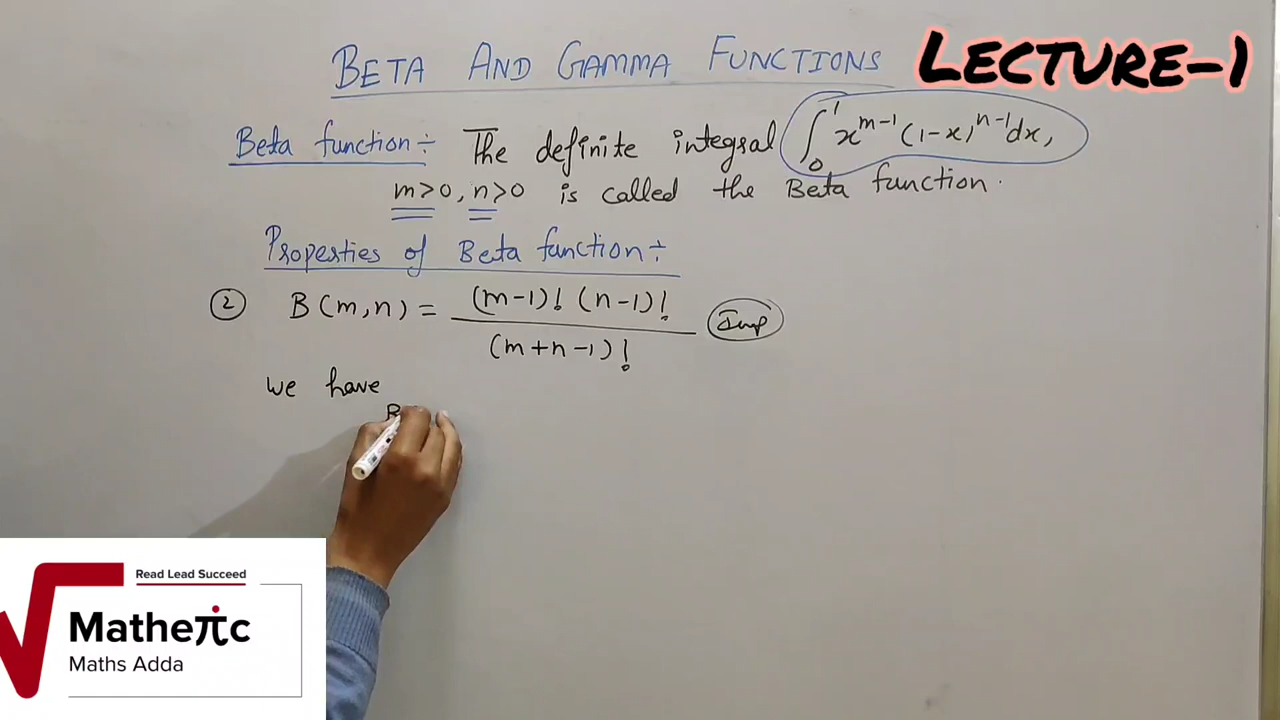 BETA AND GAMMA FUNCTIONS
LECTURE-1
Beta function÷ The definite integral ∫₀¹ x^{m-1} (1-x)^{n-1} dx,
m>0, n>0 is called the Beta function.
Properties of Beta function÷
② B(m,n) = (m-1)! (n-1)! / (m+n-1)! Imp
we have
B
Read Lead Succeed
Matheπc
Maths Adda